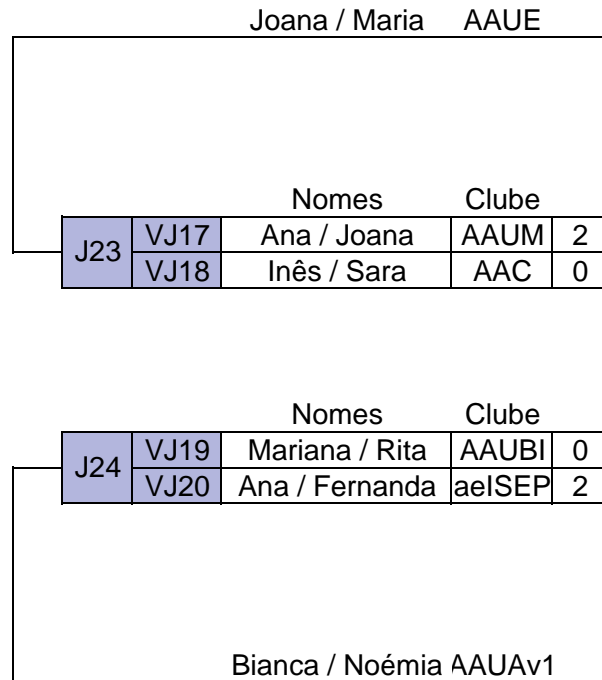 Joana / Maria AAUE
Nomes Clube
J23 VJ17 Ana / Joana AAUM 2
VJ18 Inês / Sara AAC 0
Nomes Clube
J24 VJ19 Mariana / Rita AAUBI 0
VJ20 Ana / Fernanda aeISEP 2
Bianca / Noémia AAUAv1